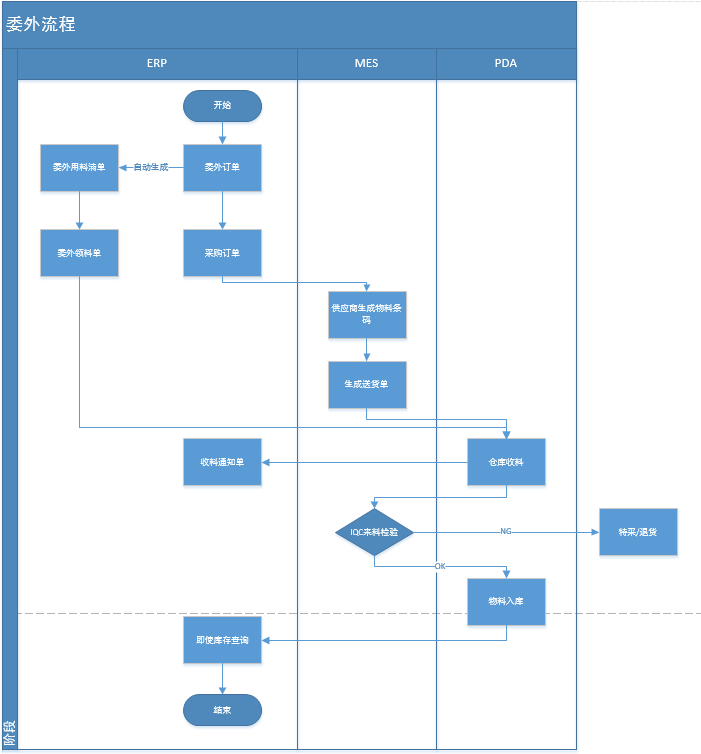 委外流程
ERP
MES
PDA
开始
委外用料清单
自动生成
委外订单
委外领料单
采购订单
供应商生成物料条
码
生成送货单
收料通知单
仓库收料
IQC来料检验
NG
特采/退货
OK
物料入库
即使库存查询
结束
阶段